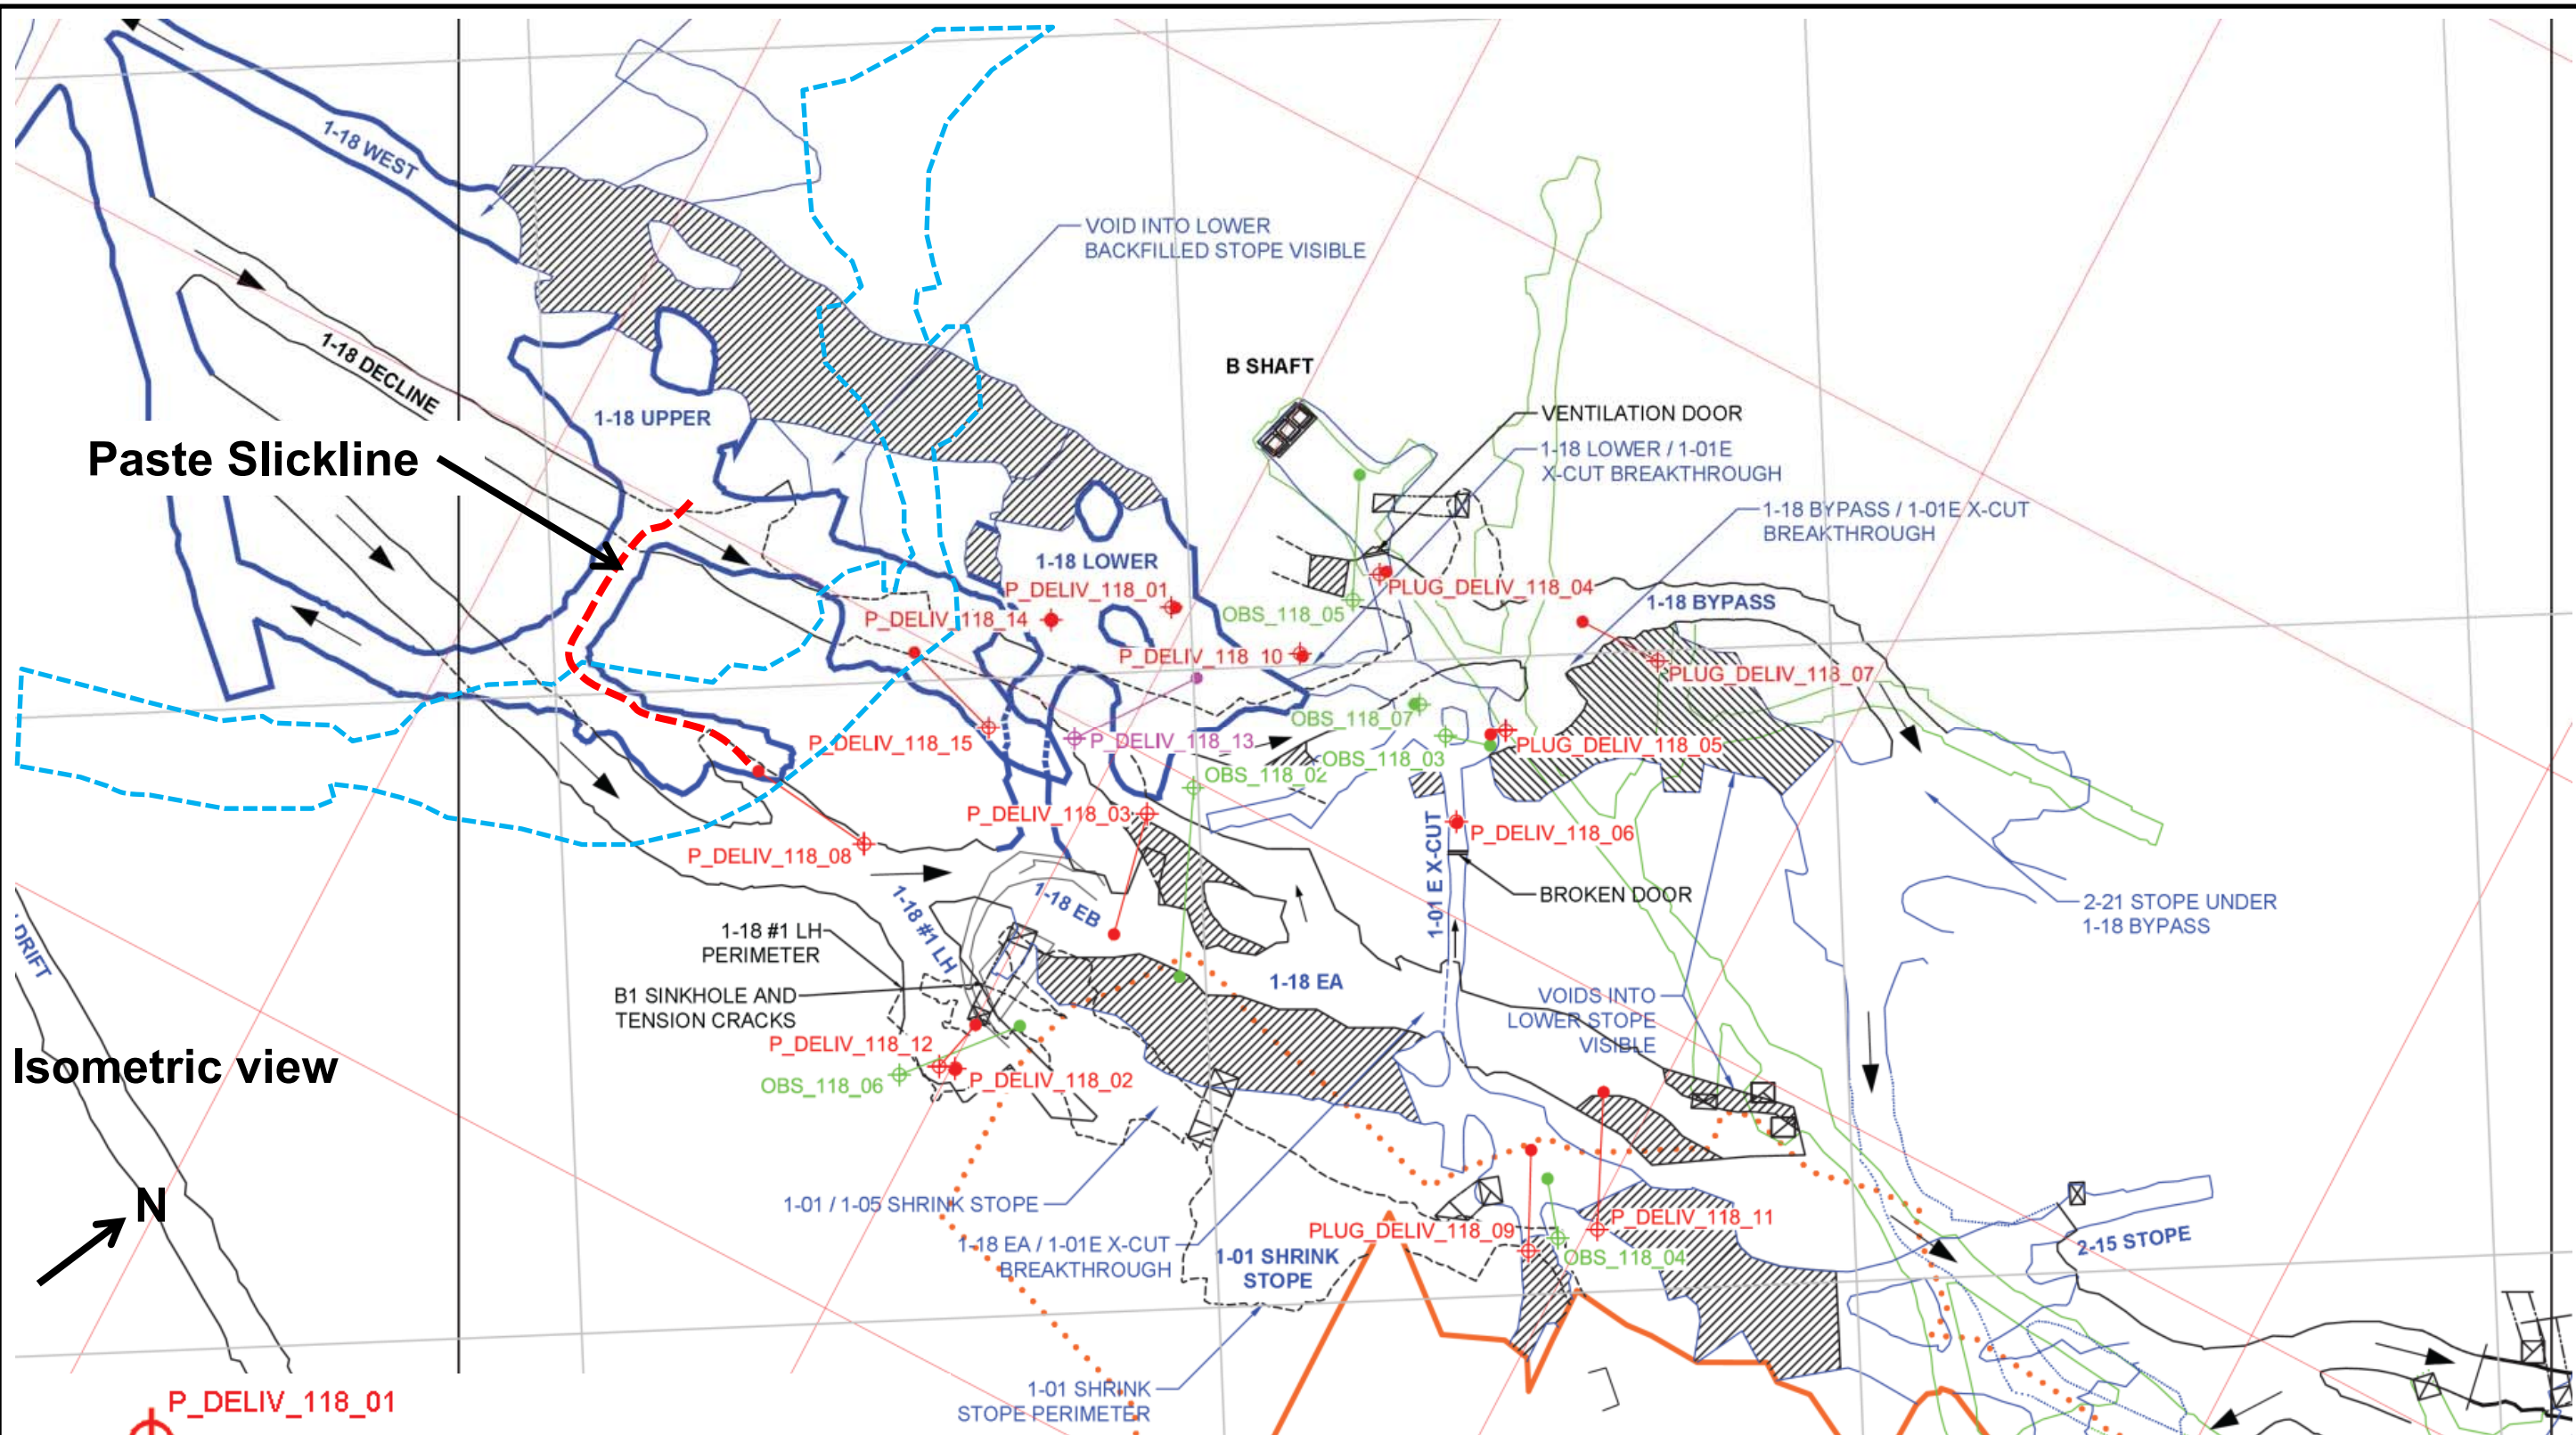 1-18 WEST
VOID INTO LOWER
BACKFILLED STOPE VISIBLE
1-18 DECLINE
B SHAFT
1-18 UPPER
VENTILATION DOOR
Paste Slickline
1-18 LOWER / 1-01E
X-CUT BREAKTHROUGH
1-18 BYPASS / 1-01E X-CUT
BREAKTHROUGH
1-18 LOWER
P_DELIV_118_01
PLUG_DELIV_118_04
OBS_118_05
1-18 BYPASS
P_DELIV_118_14
P_DELIV_118_10
PLUG_DELIV_118_07
OBS_118_07
P_DELIV_118_15
P_DELIV_118_13
PLUG_DELIV_118_05
OBS_118_03
OBS_118_02
P_DELIV_118_03
P_DELIV_118_06
P_DELIV_118_08
1-01 E X-CUT
BROKEN DOOR
1-18 EB
1-18 #1 LH
2-21 STOPE UNDER
1-18 BYPASS
1-18 #1 LH
PERIMETER
DRIFT
1-18 EA
B1 SINKHOLE AND
TENSION CRACKS
VOIDS INTO
LOWER STOPE
VISIBLE
P_DELIV_118_12
Isometric view
OBS_118_06
P_DELIV_118_02
N
1-01 / 1-05 SHRINK STOPE
PLUG_DELIV_118_09
P_DELIV_118_11
1-18 EA / 1-01E X-CUT
BREAKTHROUGH
1-01 SHRINK
STOPE
OBS_118_04
2-15 STOPE
1-01 SHRINK
STOPE PERIMETER
P_DELIV_118_01